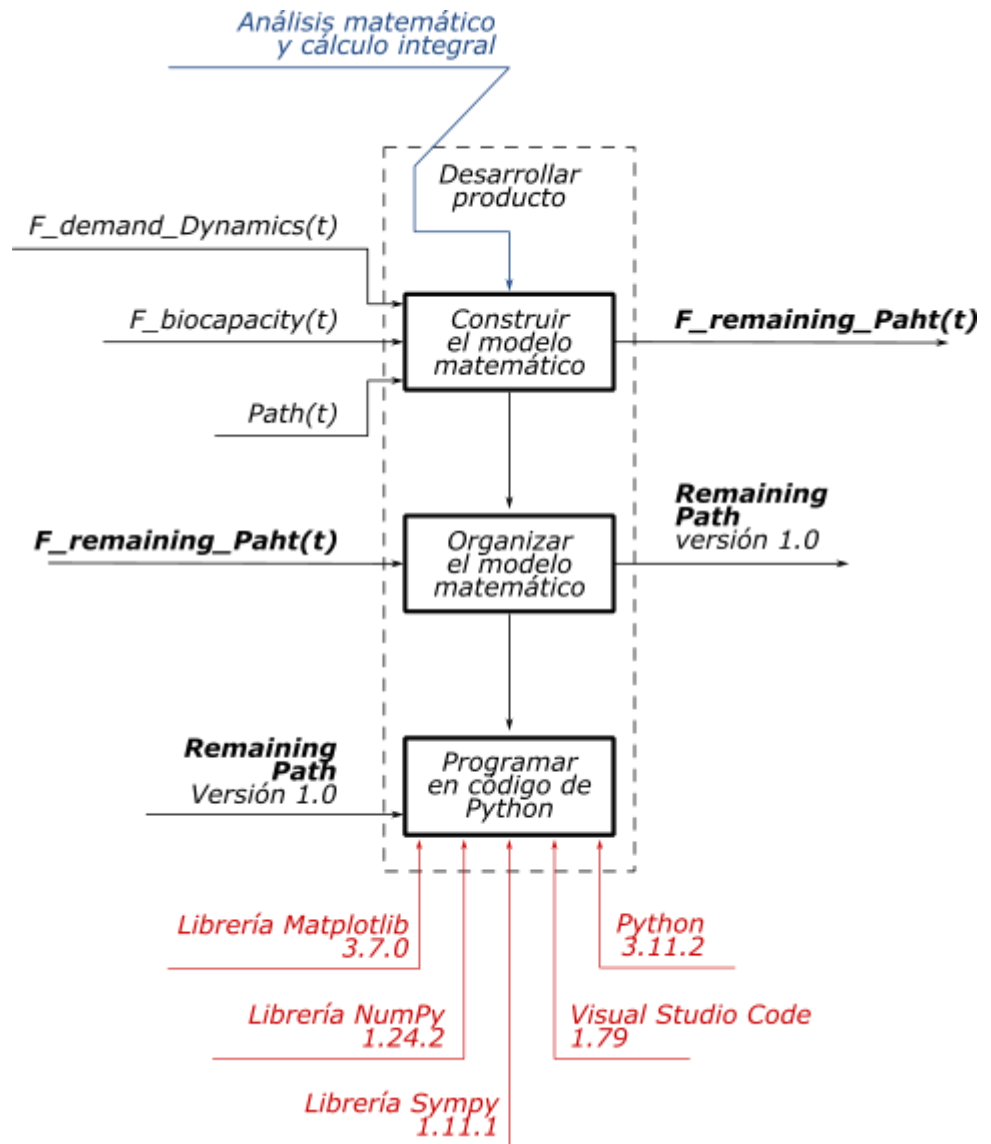 Análisis matemático
y cálculo integral
Desarrollar
producto
F_demand_Dynamics(t)
F_biocapacity(t)
Path(t)
Construir
el modelo
matemático
F_remaining_Paht(t)
F_remaining_Paht(t)
Organizar
el modelo
matemático
Remaining
Path
versión 1.0
Remaining
Path
Versión 1.0
Programar
en código de
Python
Librería Matplotlib
3.7.0
Python
3.11.2
Librería NumPy
1.24.2
Visual Studio Code
1.79
Librería Sympy
1.11.1